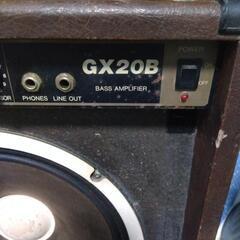 GX20B
POWER
OFF
PHONES LINE OUT BASS AMPLIFIER